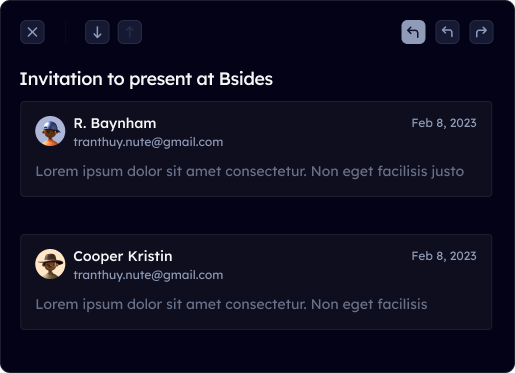 Invitation to present at Bsides
R. Baynham
Feb 8, 2023
tranthuy.nute@gmail.com
Lorem ipsum dolor sit amet consectetur. Non eget facilisis justo
Cooper Kristin
Feb 8, 2023
tranthuy.nute@gmail.com
Lorem ipsum dolor sit amet consectetur. Non eget facilisis